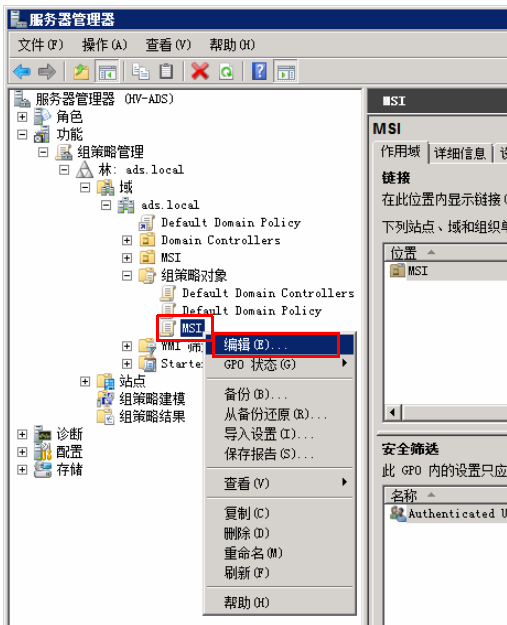 服务器管理器
文件(F) 操作(A) 查看(V) 帮助(H)
服务器管理器 (HV-ADS)
角色
功能
组策略管理
林: ads.local
域
ads.local
Default Domain Policy
Domain Controllers
MSI
组策略对象
Default Domain Controllers
Default Domain Policy
MSI
WMI 筛
Starte
站点
组策略建模
组策略结果
诊断
配置
存储
编辑(E)...
GPO 状态(G)
备份(B)...
从备份还原(R)...
导入设置(I)...
保存报告(S)...
查看(V)
复制(C)
删除(D)
重命名(M)
刷新(F)
帮助(H)
MSI
MSI
作用域 详细信息 设
链接
在此位置内显示链接(
下列站点、域和组织单
位置
MSI
安全筛选
此 GPO 内的设置只应
名称
Authenticated U